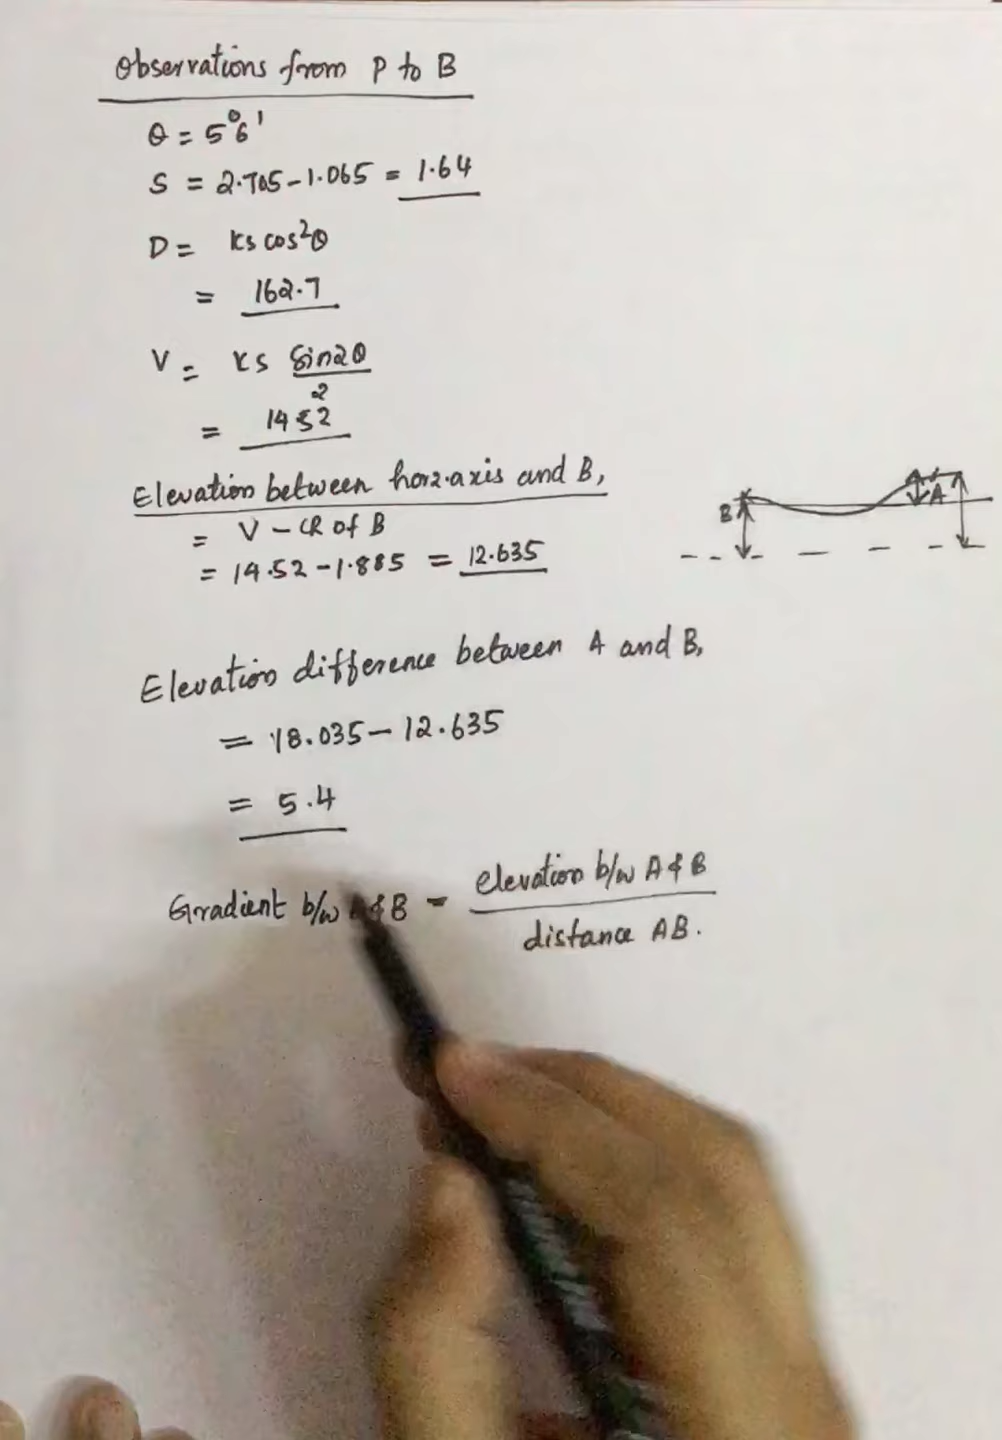 Observations from P to B
θ = 5°6'
S = 2.705-1.065 = 1.64
D = ks cos²θ
= 162.7
V = ks sin2θ/2
= 14.52
Elevation between horz.axis and B,
= V - CR of B
= 14.52-1.885 = 12.635
B
A
Elevation difference between A and B,
= 18.035 - 12.635
= 5.4
Gradient b/w A & B = elevation b/w A & B
distance AB.